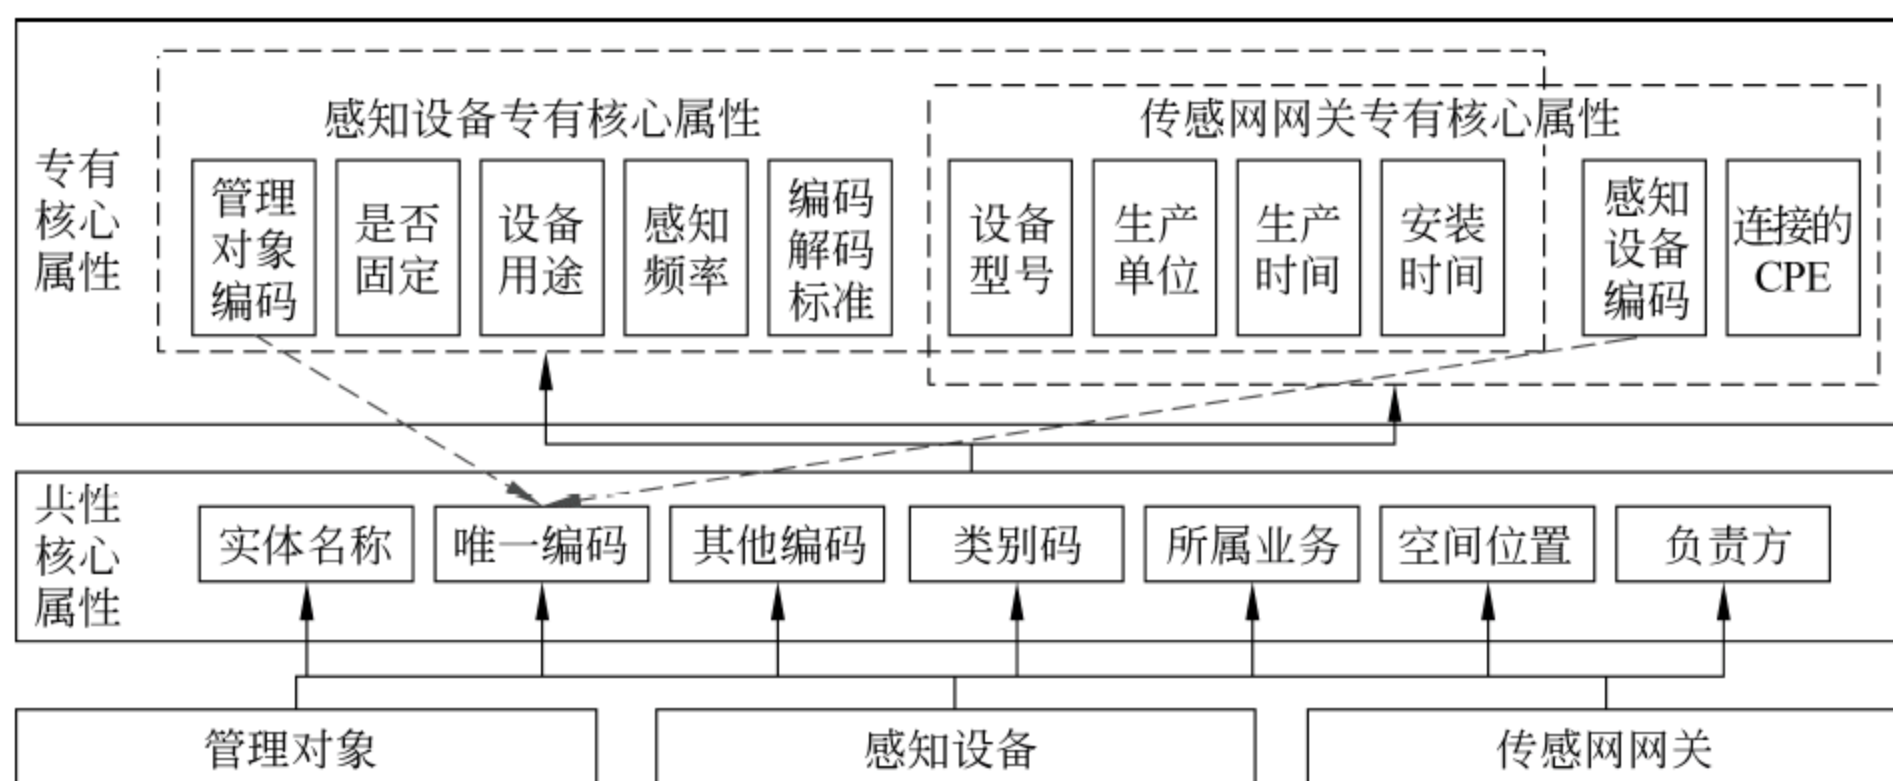 感知设备专有核心属性
传感网网关专有核心属性
专有
核心
属性
管理
对象
编码
是否
固定
设备
用途
感知
频率
编码
解码
标准
设备
型号
生产
单位
生产
时间
安装
时间
感知
设备
编码
连接的
CPE
共性
核心
属性
实体名称
唯一编码
其他编码
类别码
所属业务
空间位置
负责方
管理对象
感知设备
传感网网关